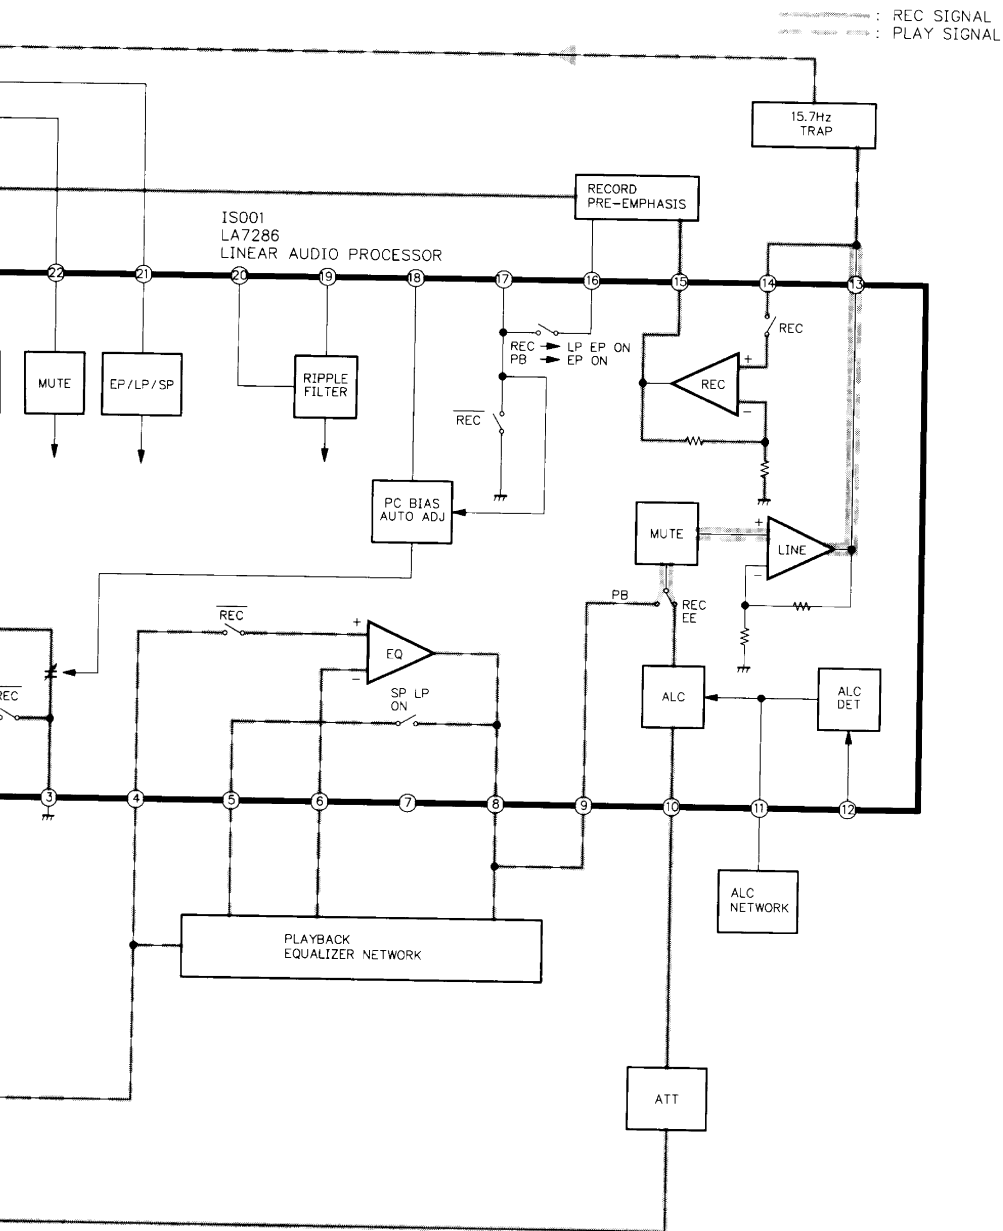 : REC SIGNAL
: PLAY SIGNAL
15.7Hz
TRAP
RECORD
PRE-EMPHASIS
IS001
LA7286
LINEAR AUDIO PROCESSOR
22
21
20
19
18
17
16
15
14
13
REC
REC → LP EP ON
PB → EP ON
MUTE
EP/LP/SP
RIPPLE
FILTER
+
REC
−
REC
PC BIAS
AUTO ADJ
MUTE
+
LINE
−
PB
REC
EE
REC
+
EQ
−
SP LP
ON
ALC
ALC
DET
REC
3
4
5
6
7
8
9
10
11
12
ALC
NETWORK
PLAYBACK
EQUALIZER NETWORK
ATT